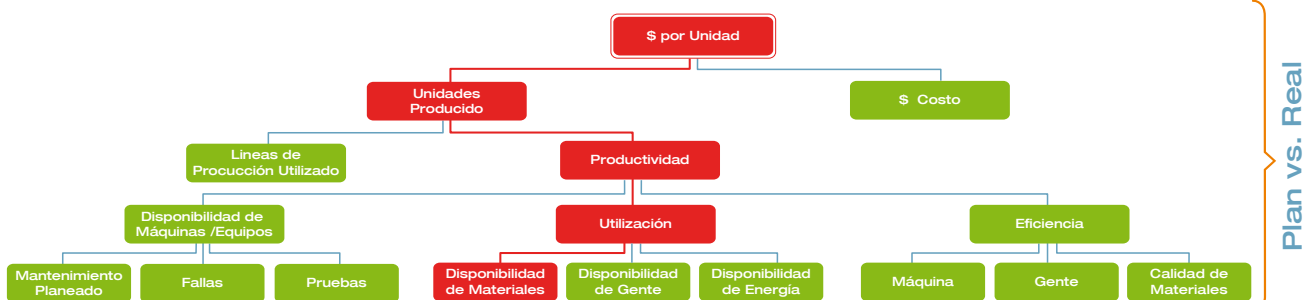 $ por Unidad
Unidades
Producido
$ Costo
Lineas de
Procucción Utilizado
Productividad
Disponibilidad de
Máquinas /Equipos
Utilización
Eficiencia
Mantenimiento
Planeado
Fallas
Pruebas
Disponibilidad
de Materiales
Disponibilidad
de Gente
Disponibilidad
de Energía
Máquina
Gente
Calidad de
Materiales
Plan vs. Real